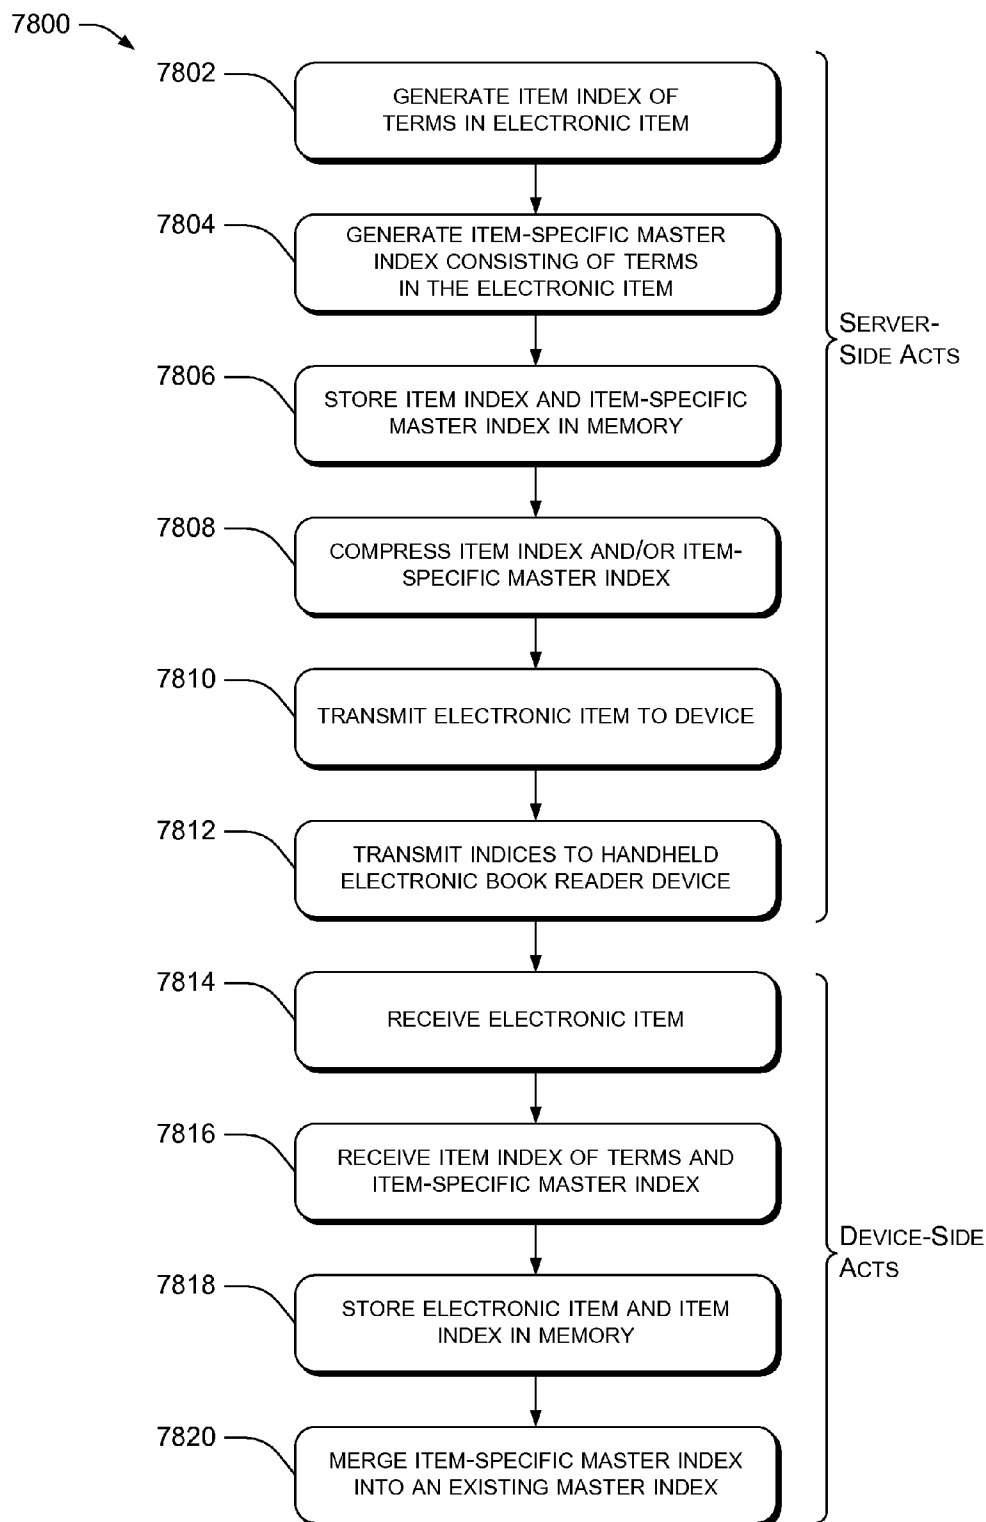 7800
7802
GENERATE ITEM INDEX OF
TERMS IN ELECTRONIC ITEM
7804
GENERATE ITEM-SPECIFIC MASTER
INDEX CONSISTING OF TERMS
IN THE ELECTRONIC ITEM
7806
STORE ITEM INDEX AND ITEM-SPECIFIC
MASTER INDEX IN MEMORY
7808
COMPRESS ITEM INDEX AND/OR ITEM-
SPECIFIC MASTER INDEX
7810
TRANSMIT ELECTRONIC ITEM TO DEVICE
7812
TRANSMIT INDICES TO HANDHELD
ELECTRONIC BOOK READER DEVICE
SERVER-
SIDE ACTS
7814
RECEIVE ELECTRONIC ITEM
7816
RECEIVE ITEM INDEX OF TERMS AND
ITEM-SPECIFIC MASTER INDEX
7818
STORE ELECTRONIC ITEM AND ITEM
INDEX IN MEMORY
7820
MERGE ITEM-SPECIFIC MASTER INDEX
INTO AN EXISTING MASTER INDEX
DEVICE-SIDE
ACTS